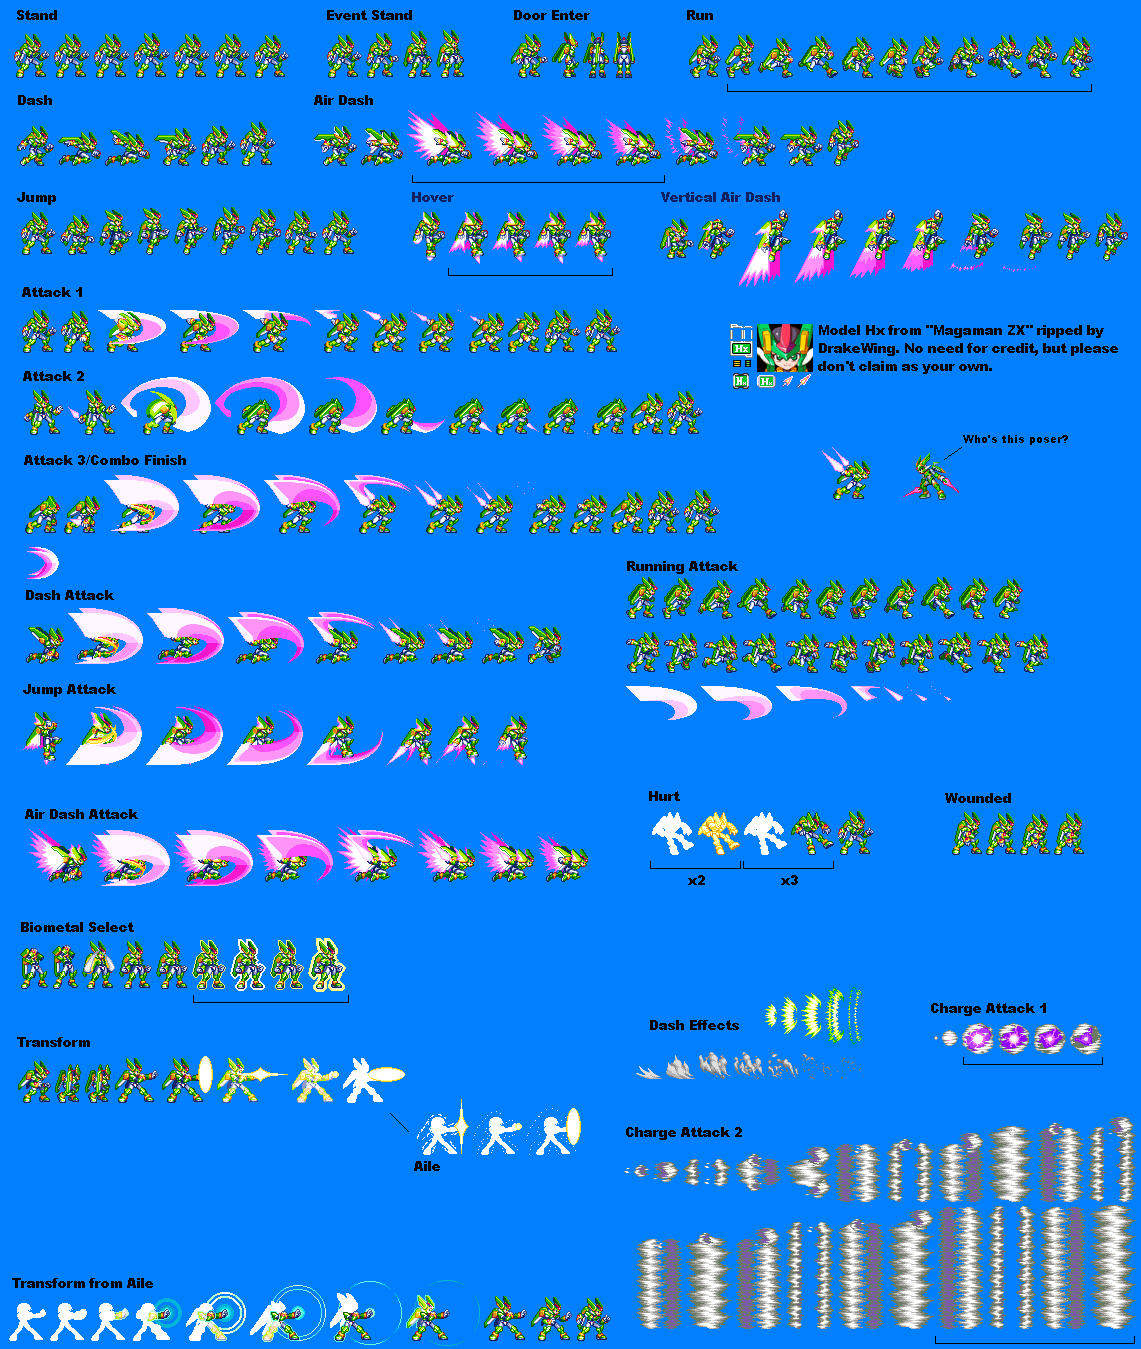 Stand
Event Stand
Door Enter
Run
Dash
Air Dash
Jump
Hover
Vertical Air Dash
Attack 1
Hx
Model Hx from "Magaman ZX" ripped by
DrakeWing. No need for credit, but please
don't claim as your own.
Attack 2
Who's this poser?
Attack 3/Combo Finish
Running Attack
Dash Attack
Jump Attack
Hurt
Wounded
x2
x3
Air Dash Attack
Biometal Select
Dash Effects
Charge Attack 1
Transform
Aile
Charge Attack 2
Transform from Aile